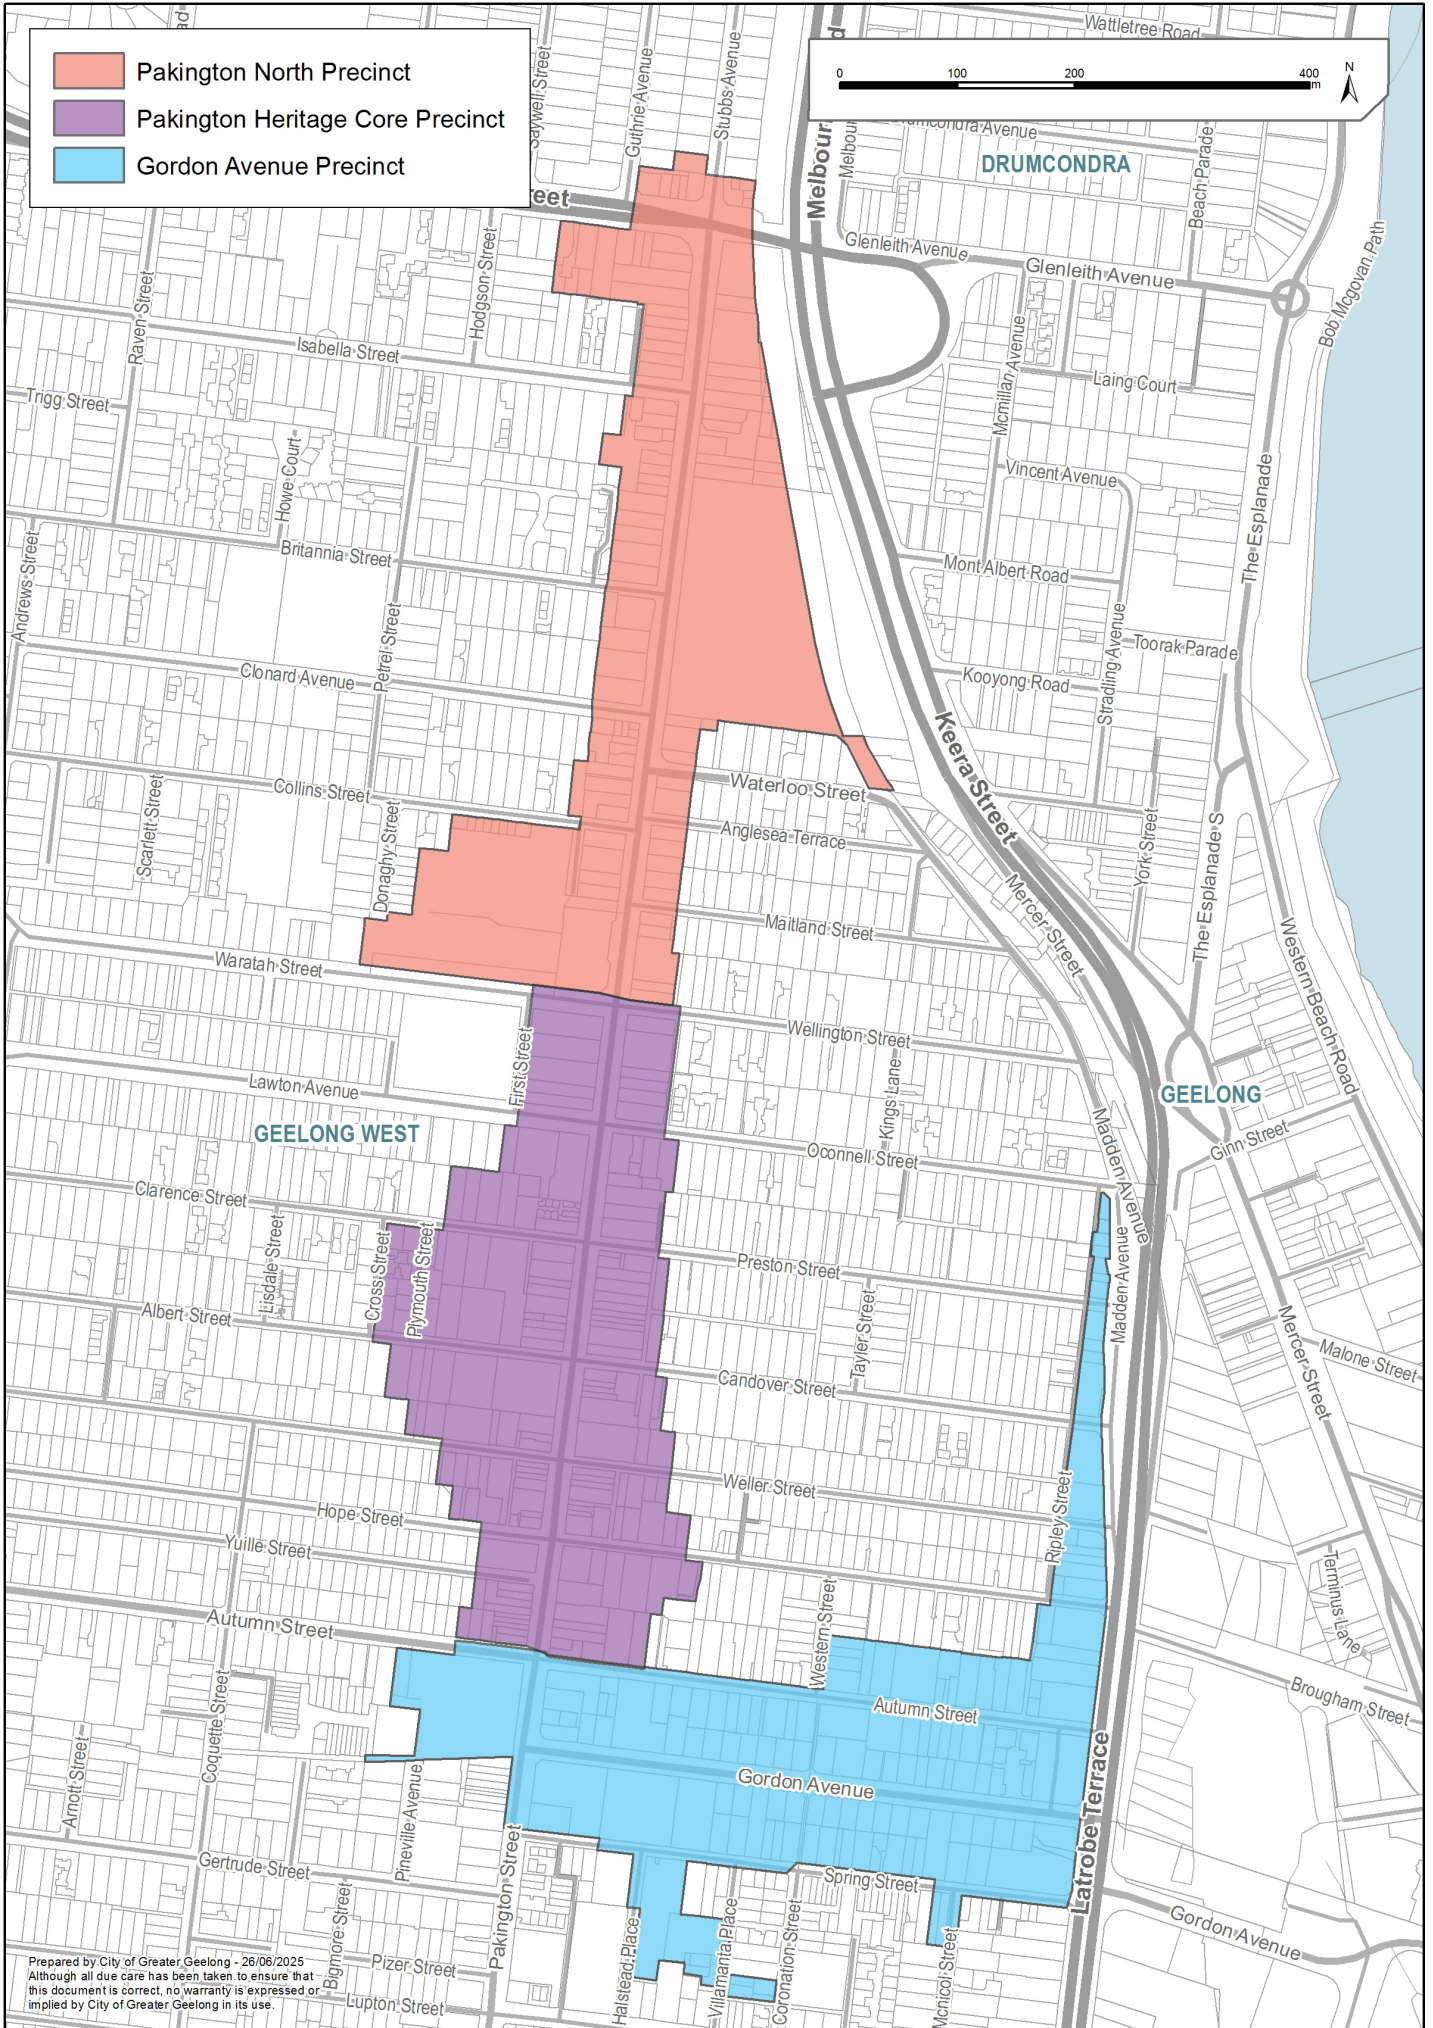 Pakington North Precinct
Pakington Heritage Core Precinct
Gordon Avenue Precinct
0 100 200 400
m
N
Wattletree Road
Saywell Street
Guthrie Avenue
Stubbs Avenue
DRUMCONDRA
Beach Parade
Glenleith Avenue
Glenleith Avenue
Bob Mcgovan Path
Raven Street
Hodgson Street
Isabella Street
Trigg Street
Mcmillan Avenue
Laing Court
Howe Court
Vincent Avenue
The Esplanade
Andrews Street
Britannia Street
Mont Albert Road
Petrel Street
Stradling Avenue
Toorak Parade
Clonard Avenue
Kooyong Road
Keera Street
Collins Street
Waterloo Street
Scarlett Street
Donaghy Street
Anglesea Terrace
York Street
The Esplanade S
Mercer Street
Maitland Street
Waratah Street
Western Beach Road
Wellington Street
First Street
Kings Lane
Lawton Avenue
GEELONG
GEELONG WEST
Madden Avenue
Oconnell Street
Ginn Street
Clarence Street
Lisdale Street
Cross Street
Plymouth Street
Preston Street
Madden Avenue
Albert Street
Tayler Street
Mercer Street
Malone Street
Candover Street
Weller Street
Ripley Street
Hope Street
Yuille Street
Terminus Lane
Autumn Street
Western Street
Coquette Street
Autumn Street
Brougham Street
Arnott Street
Gordon Avenue
Latrobe Terrace
Pineville Avenue
Gertrude Street
Pakington Street
Spring Street
Bigmore Street
Halstead Place
Villamanta Place
Coronation Street
Mcnicol Street
Gordon Avenue
Pizer Street
Lupton Street
Prepared by City of Greater Geelong - 26/06/2025
Although all due care has been taken to ensure that
this document is correct, no warranty is expressed or
implied by City of Greater Geelong in its use.